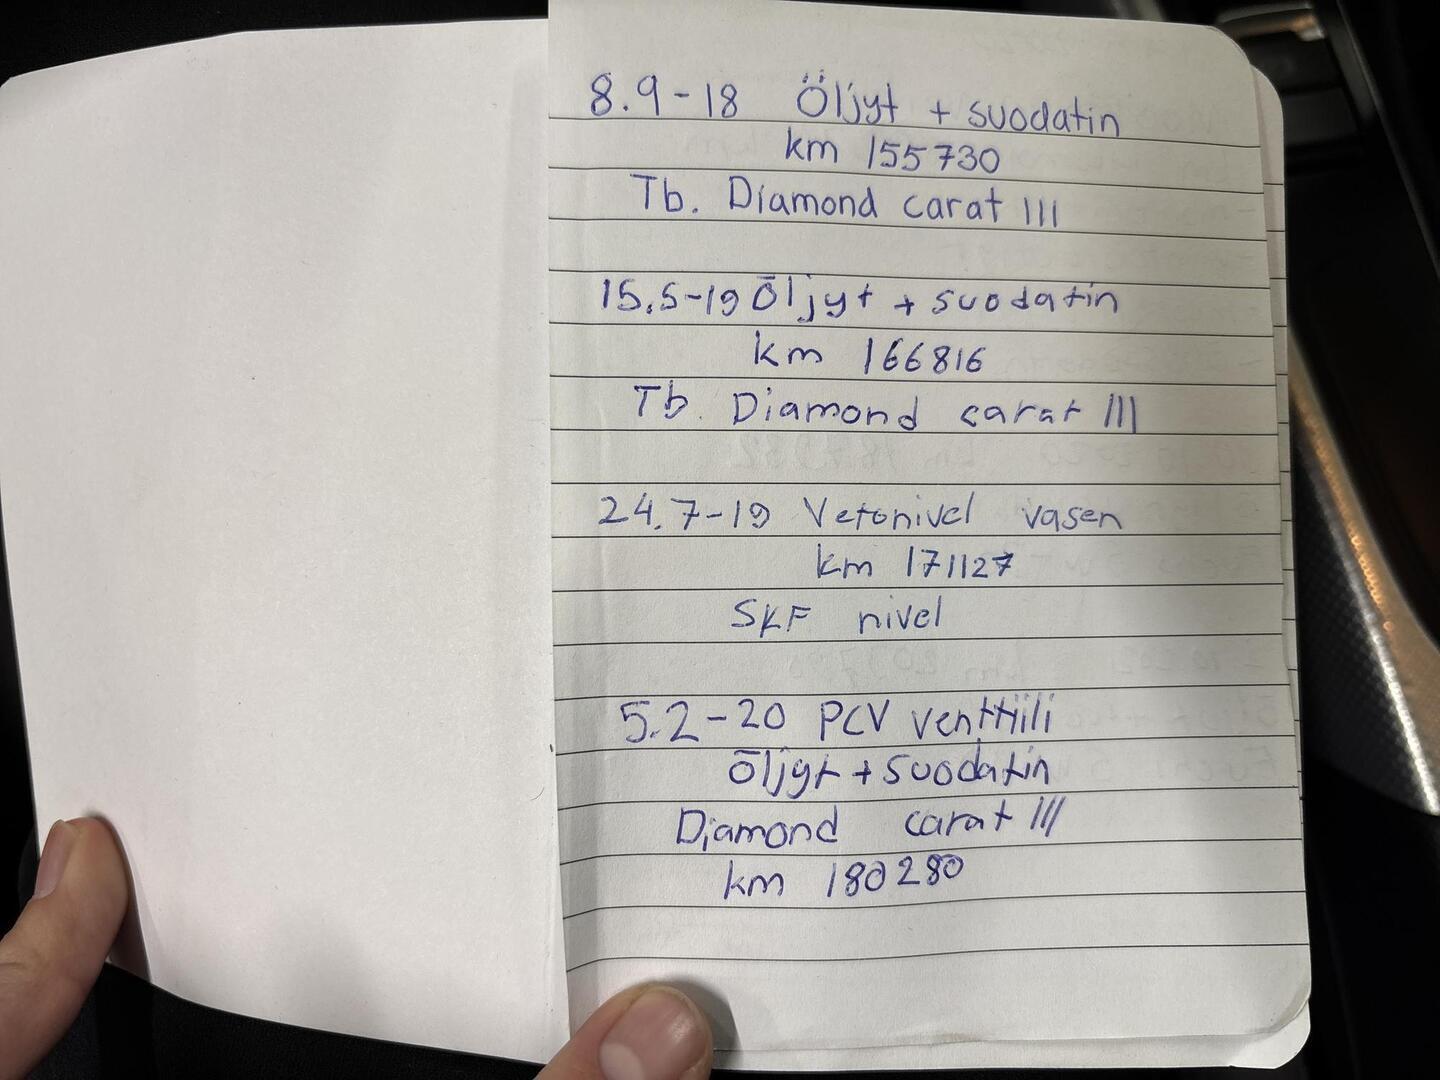 8.9-18 Öljyt + suodatin
km 155730
Tb. Diamond carat III
15.5-19 Öljyt + suodatin
km 166816
Tb. Diamond carat III
24.7-19 Vetonivel vasen
km 171127
SKF nivel
5.2-20 PCV venttiili
Öljyt + suodatin
Diamond carat III
km 180280